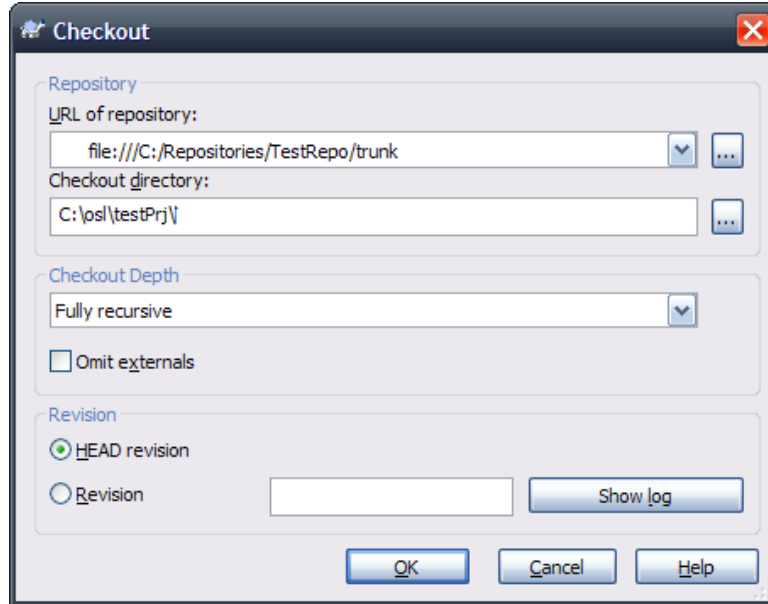 Checkout
Repository
URL of repository:
file:///C:/Repositories/TestRepo/trunk
...
Checkout directory:
C:\osl\testPrj\
...
Checkout Depth
Fully recursive
Omit externals
Revision
HEAD revision
Revision
Show log
OK Cancel Help